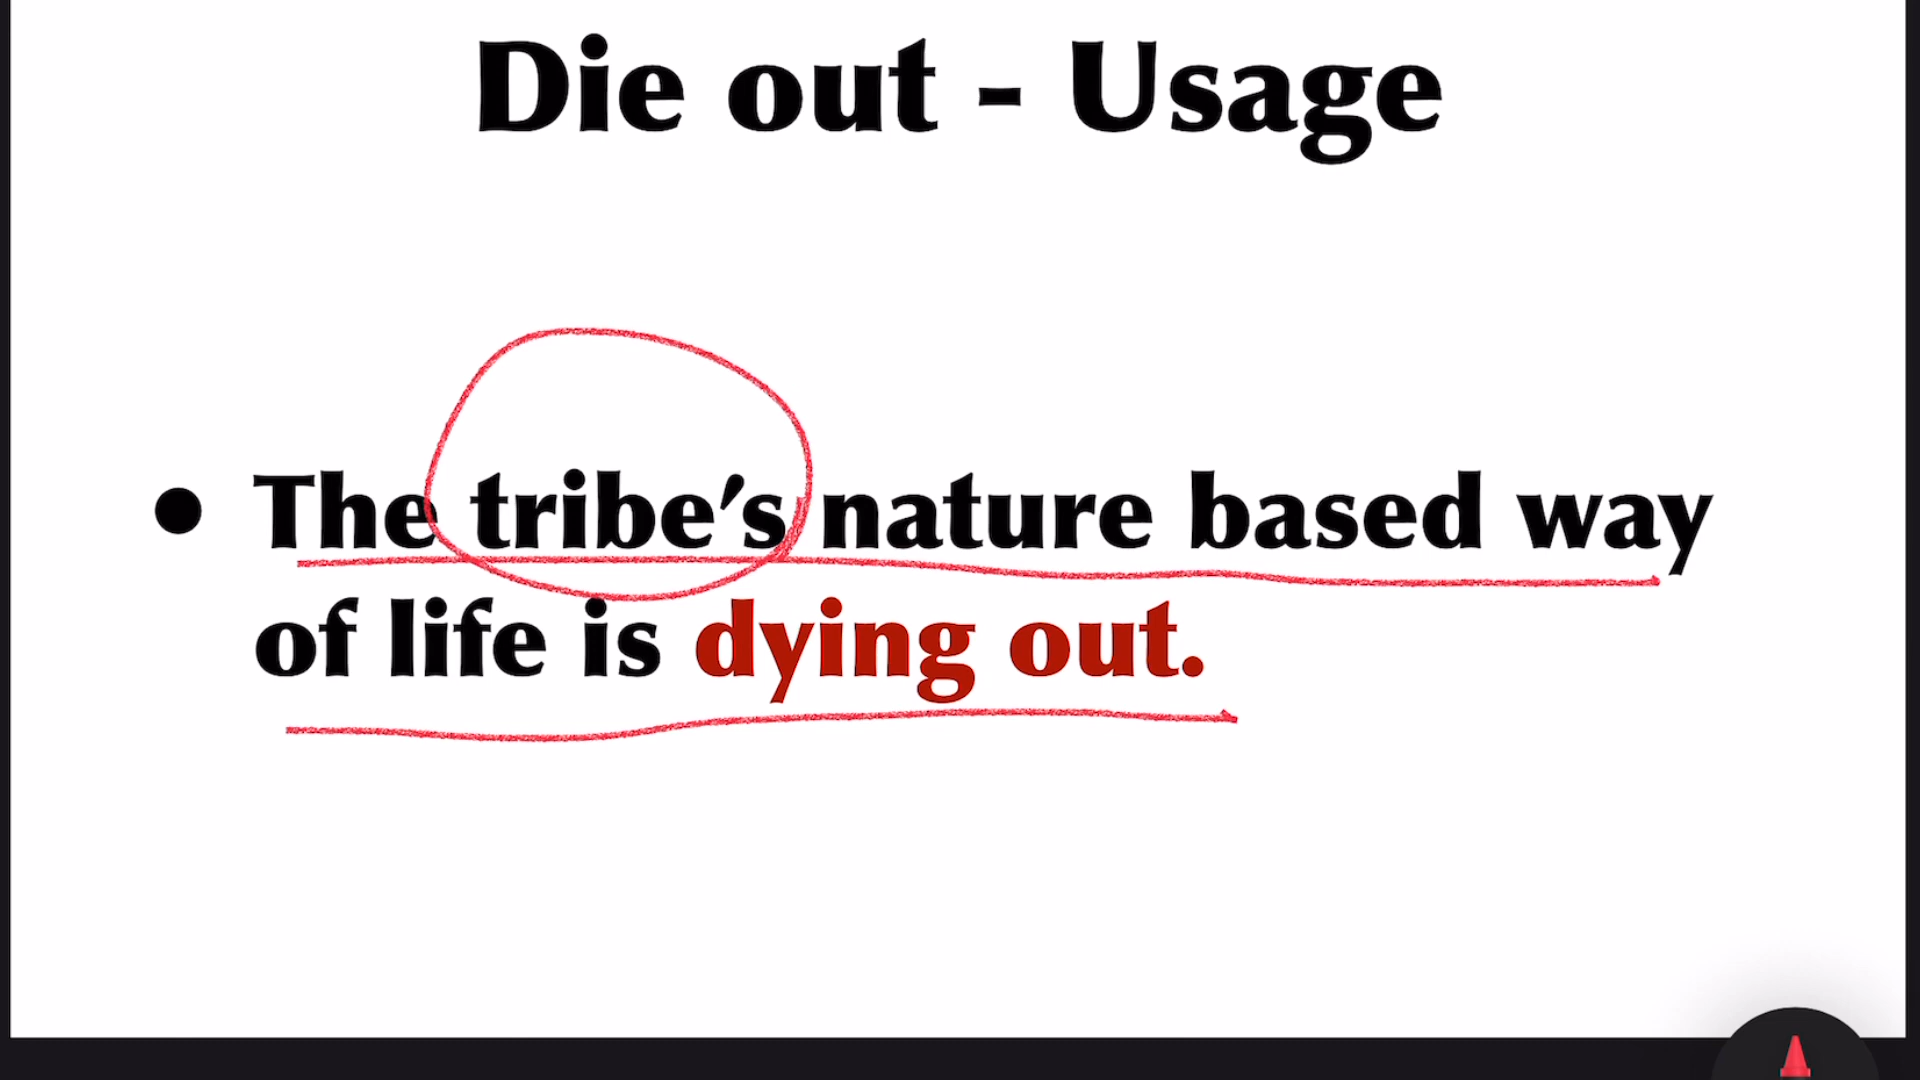 Die out - Usage
• The tribe's nature based way
of life is dying out.